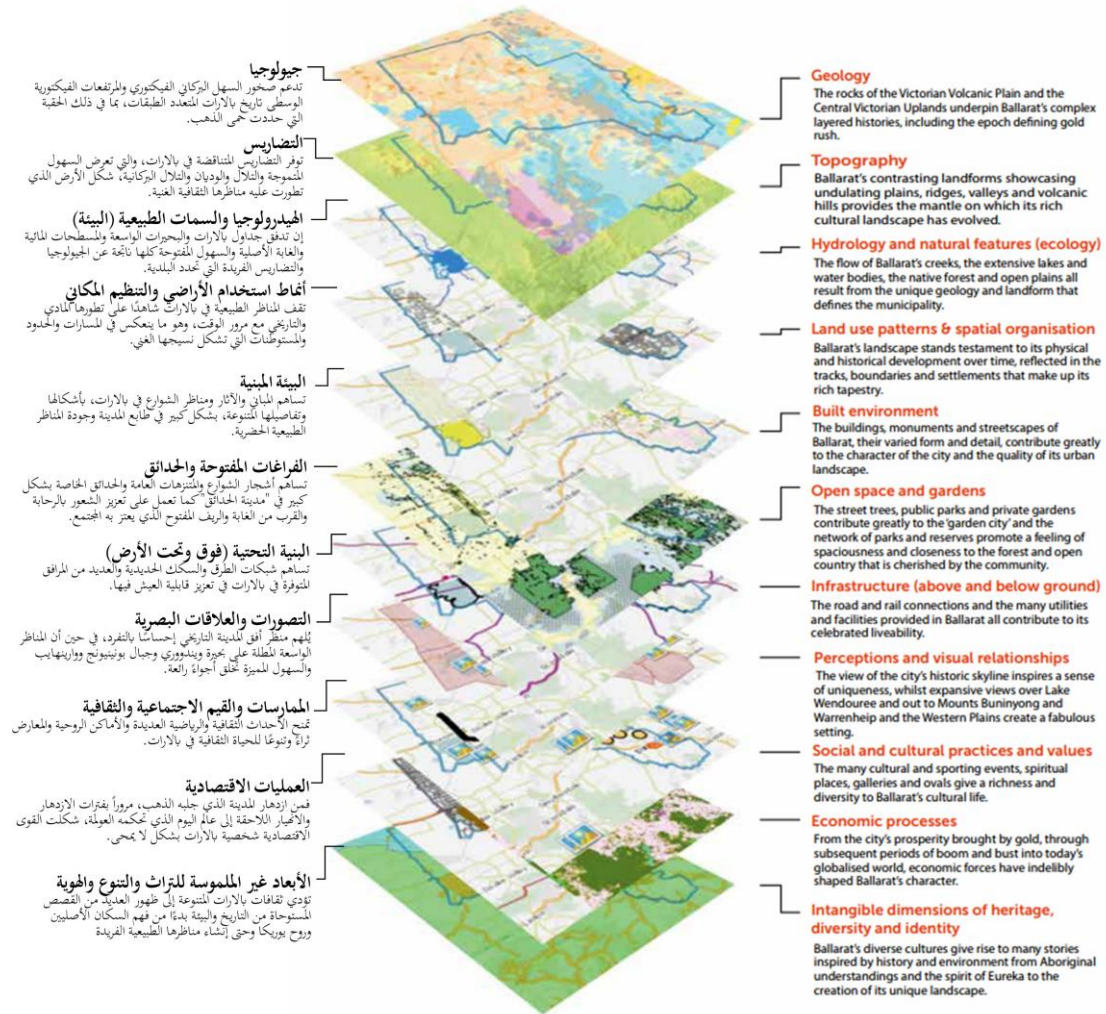 جيولوجيا
تدعم صخور السهل البركاني الفيكتوري والمرتفعات الفيكتورية
الوسطى تاريخ بالارات المتعدد الطبقات، بما في ذلك الحقبة
التي حددت حمى الذهب.
التضاريس
توفر التضاريس المتناقضة في بالارات، والتي تعرض السهول
المتموجة والتلال والوديان والتلال البركانية، شكل الأرض الذي
تطورت عليه مناظرها الثقافية الغنية.
الهيدرولوجيا والسمات الطبيعية (البيئة)
إن تدفق جداول بالارات والبحيرات الواسعة والمسطحات المائية
والغابة الأصلية والسهول المفتوحة كلها ناتجة عن الجيولوجيا
والتضاريس الفريدة التي تحدد البلدية.
أنماط استخدام الأراضي والتنظيم المكاني
تقف المناظر الطبيعية في بالارات شاهدًا على تطورها المادي
والتاريخي مع مرور الوقت، وهو ما ينعكس في المسارات والحدود
والمستوطنات التي تشكل نسيجها الغني.
البيئة المبنية
تساهم المباني والآثار ومناظر الشوارع في بالارات، بأشكالها
وتفاصيلها المتنوعة، بشكل كبير في طابع المدينة وجودة المناظر
الطبيعية الحضرية.
الفراغات المفتوحة والحدائق
تساهم أشجار الشوارع والمتنزهات العامة والحدائق الخاصة بشكل
كبير في "مدينة الحدائق" كما تعمل على تعزيز الشعور بالرحابة
والقرب من الغابة والريف المفتوح الذي يعتز به المجتمع.
البنية التحتية (فوق وتحت الأرض)
تساهم شبكات الطرق والسكك الحديدية والعديد من المرافق
المتوفرة في بالارات في تعزيز قابلية العيش فيها.
التصورات والعلاقات البصرية
يُلهم منظر أفق المدينة التاريخي إحساسًا بالتفرد، في حين أن المناظر
الواسعة المطلة على بحيرة ويندوري وجبال بونينيونج ووارينهايب
والسهول المميزة تخلق أجواءً رائعة.
الممارسات والقيم الاجتماعية والثقافية
تمنح الأحداث الثقافية والرياضية العديدة والأماكن الروحية والمعارض
ثراءً وتنوعًا للحياة الثقافية في بالارات.
العمليات الاقتصادية
فمن ازدهار المدينة الذي جلبه الذهب، مروراً بفترات الازدهار
والانهيار اللاحقة إلى عالم اليوم الذي تحكمه العولمة، شكلت القوى
الاقتصادية شخصية بالارات بشكل لا يمحى.
الأبعاد غير الملموسة للتراث والتنوع والهوية
تؤدي ثقافات بالارات المتنوعة إلى ظهور العديد من القصص
المستوحاة من التاريخ والبيئة بدءًا من فهم السكان الأصليين
وروح يوريكا وحتى إنشاء مناظرها الطبيعية الفريدة
Geology
The rocks of the Victorian Volcanic Plain and the
Central Victorian Uplands underpin Ballarat's complex
layered histories, including the epoch defining gold
rush.
Topography
Ballarat's contrasting landforms showcasing
undulating plains, ridges, valleys and volcanic
hills provides the mantle on which its rich
cultural landscape has evolved.
Hydrology and natural features (ecology)
The flow of Ballarat's creeks, the extensive lakes and
water bodies, the native forest and open plains all
result from the unique geology and landform that
defines the municipality.
Land use patterns & spatial organisation
Ballarat's landscape stands testament to its physical
and historical development over time, reflected in the
tracks, boundaries and settlements that make up its
rich tapestry.
Built environment
The buildings, monuments and streetscapes of
Ballarat, their varied form and detail, contribute greatly
to the character of the city and the quality of its urban
landscape.
Open space and gardens
The street trees, public parks and private gardens
contribute greatly to the 'garden city' and the
network of parks and reserves promote a feeling of
spaciousness and closeness to the forest and open
country that is cherished by the community.
Infrastructure (above and below ground)
The road and rail connections and the many utilities
and facilities provided in Ballarat all contribute to its
celebrated liveability.
Perceptions and visual relationships
The view of the city's historic skyline inspires a sense
of uniqueness, whilst expansive views over Lake
Wendouree and out to Mounts Buninyong and
Warrenheip and the Western Plains create a fabulous
setting.
Social and cultural practices and values
The many cultural and sporting events, spiritual
places, galleries and ovals give a richness and
diversity to Ballarat's cultural life.
Economic processes
From the city's prosperity brought by gold, through
subsequent periods of boom and bust into today's
globalised world, economic forces have indelibly
shaped Ballarat's character.
Intangible dimensions of heritage,
diversity and identity
Ballarat's diverse cultures give rise to many stories
inspired by history and environment from Aboriginal
understandings and the spirit of Eureka to the
creation of its unique landscape.